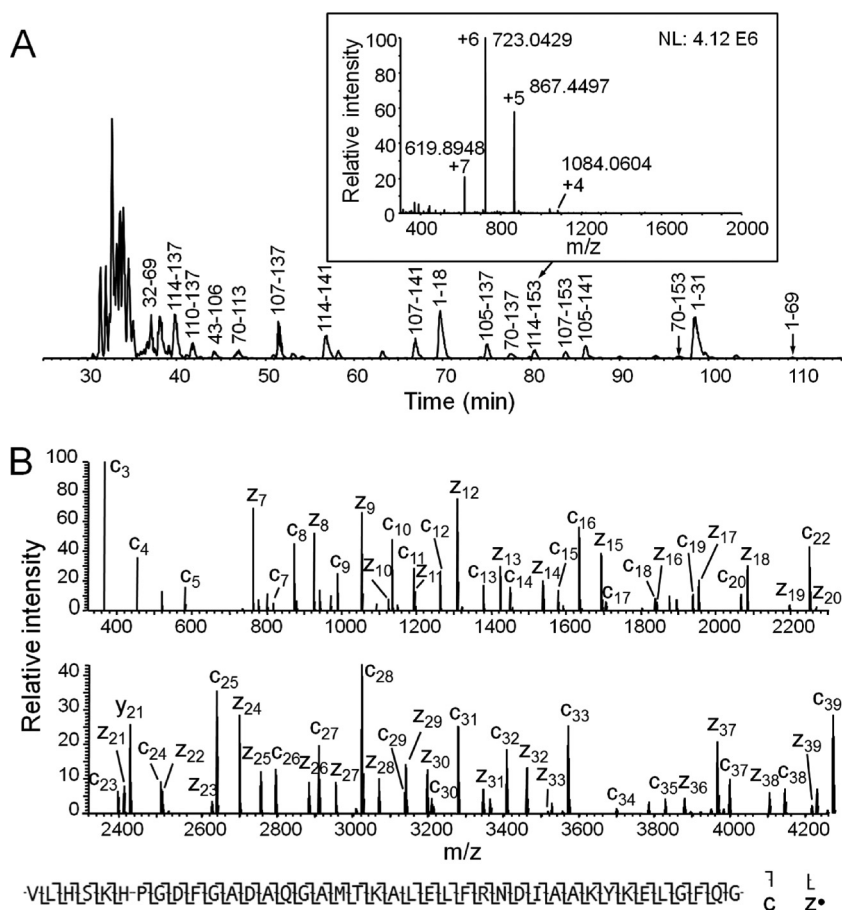 A
Relative intensity
100
80
60
40
20
0
+6 723.0429
NL: 4.12 E6
+5 867.4497
619.8948
+7
1084.0604
+4
400 800 1200 1600 2000
m/z
32-69
114-137
110-137
43-106
70-113
107-137
114-141
107-141
1-18
105-137
70-137
114-153
107-153
105-141
70-153
1-31
1-69
30 40 50 60 70 80 90 100 110
Time (min)
B
Relative intensity
100
80
60
40
20
0
c3
c4
c5
z7
c7
c8
z8
c9
z9
z10
c10
c11
z11
c12
z12
c13
z13
c14
z14
c15
c16
z15
c17
c18
z16
c19
z17
c20
z18
z19
c22
z20
400 600 800 1000 1200 1400 1600 1800 2000 2200
40
30
20
10
0
c23
z21
y21
c24
z22
z23
c25
z24
z25
c26
z26
c27
z27
c28
z28
c29
z29
z30
c30
c31
z31
c32
z32
z33
c33
c34
c35
z36
z37
c37
z38
c38
z39
c39
2400 2600 2800 3000 3200 3400 3600 3800 4000 4200
m/z
-VLHSKH-PGDFGADAQGAMTKALELFRNDIAAKYKELGFQG-
c z•